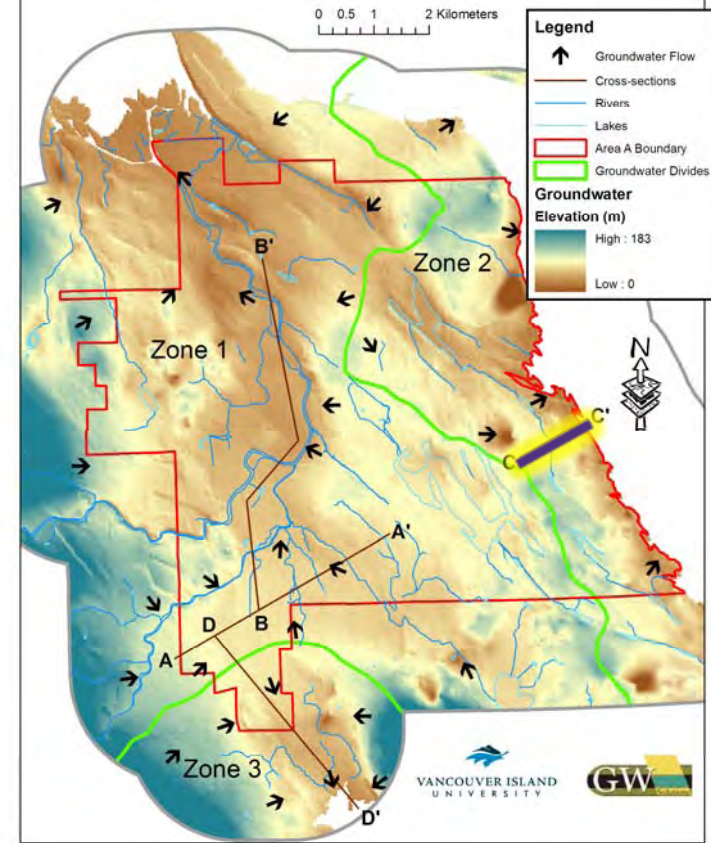 0 0.5 1 2 Kilometers
Legend
Groundwater Flow
Cross-sections
Rivers
Lakes
Area A Boundary
Groundwater Divides
Groundwater
Elevation (m)
High : 183
Low : 0
B'
Zone 2
Zone 1
N
C'
C
A'
B
D
A
Zone 3
D'
VANCOUVER ISLAND
UNIVERSITY
GW
Solutions